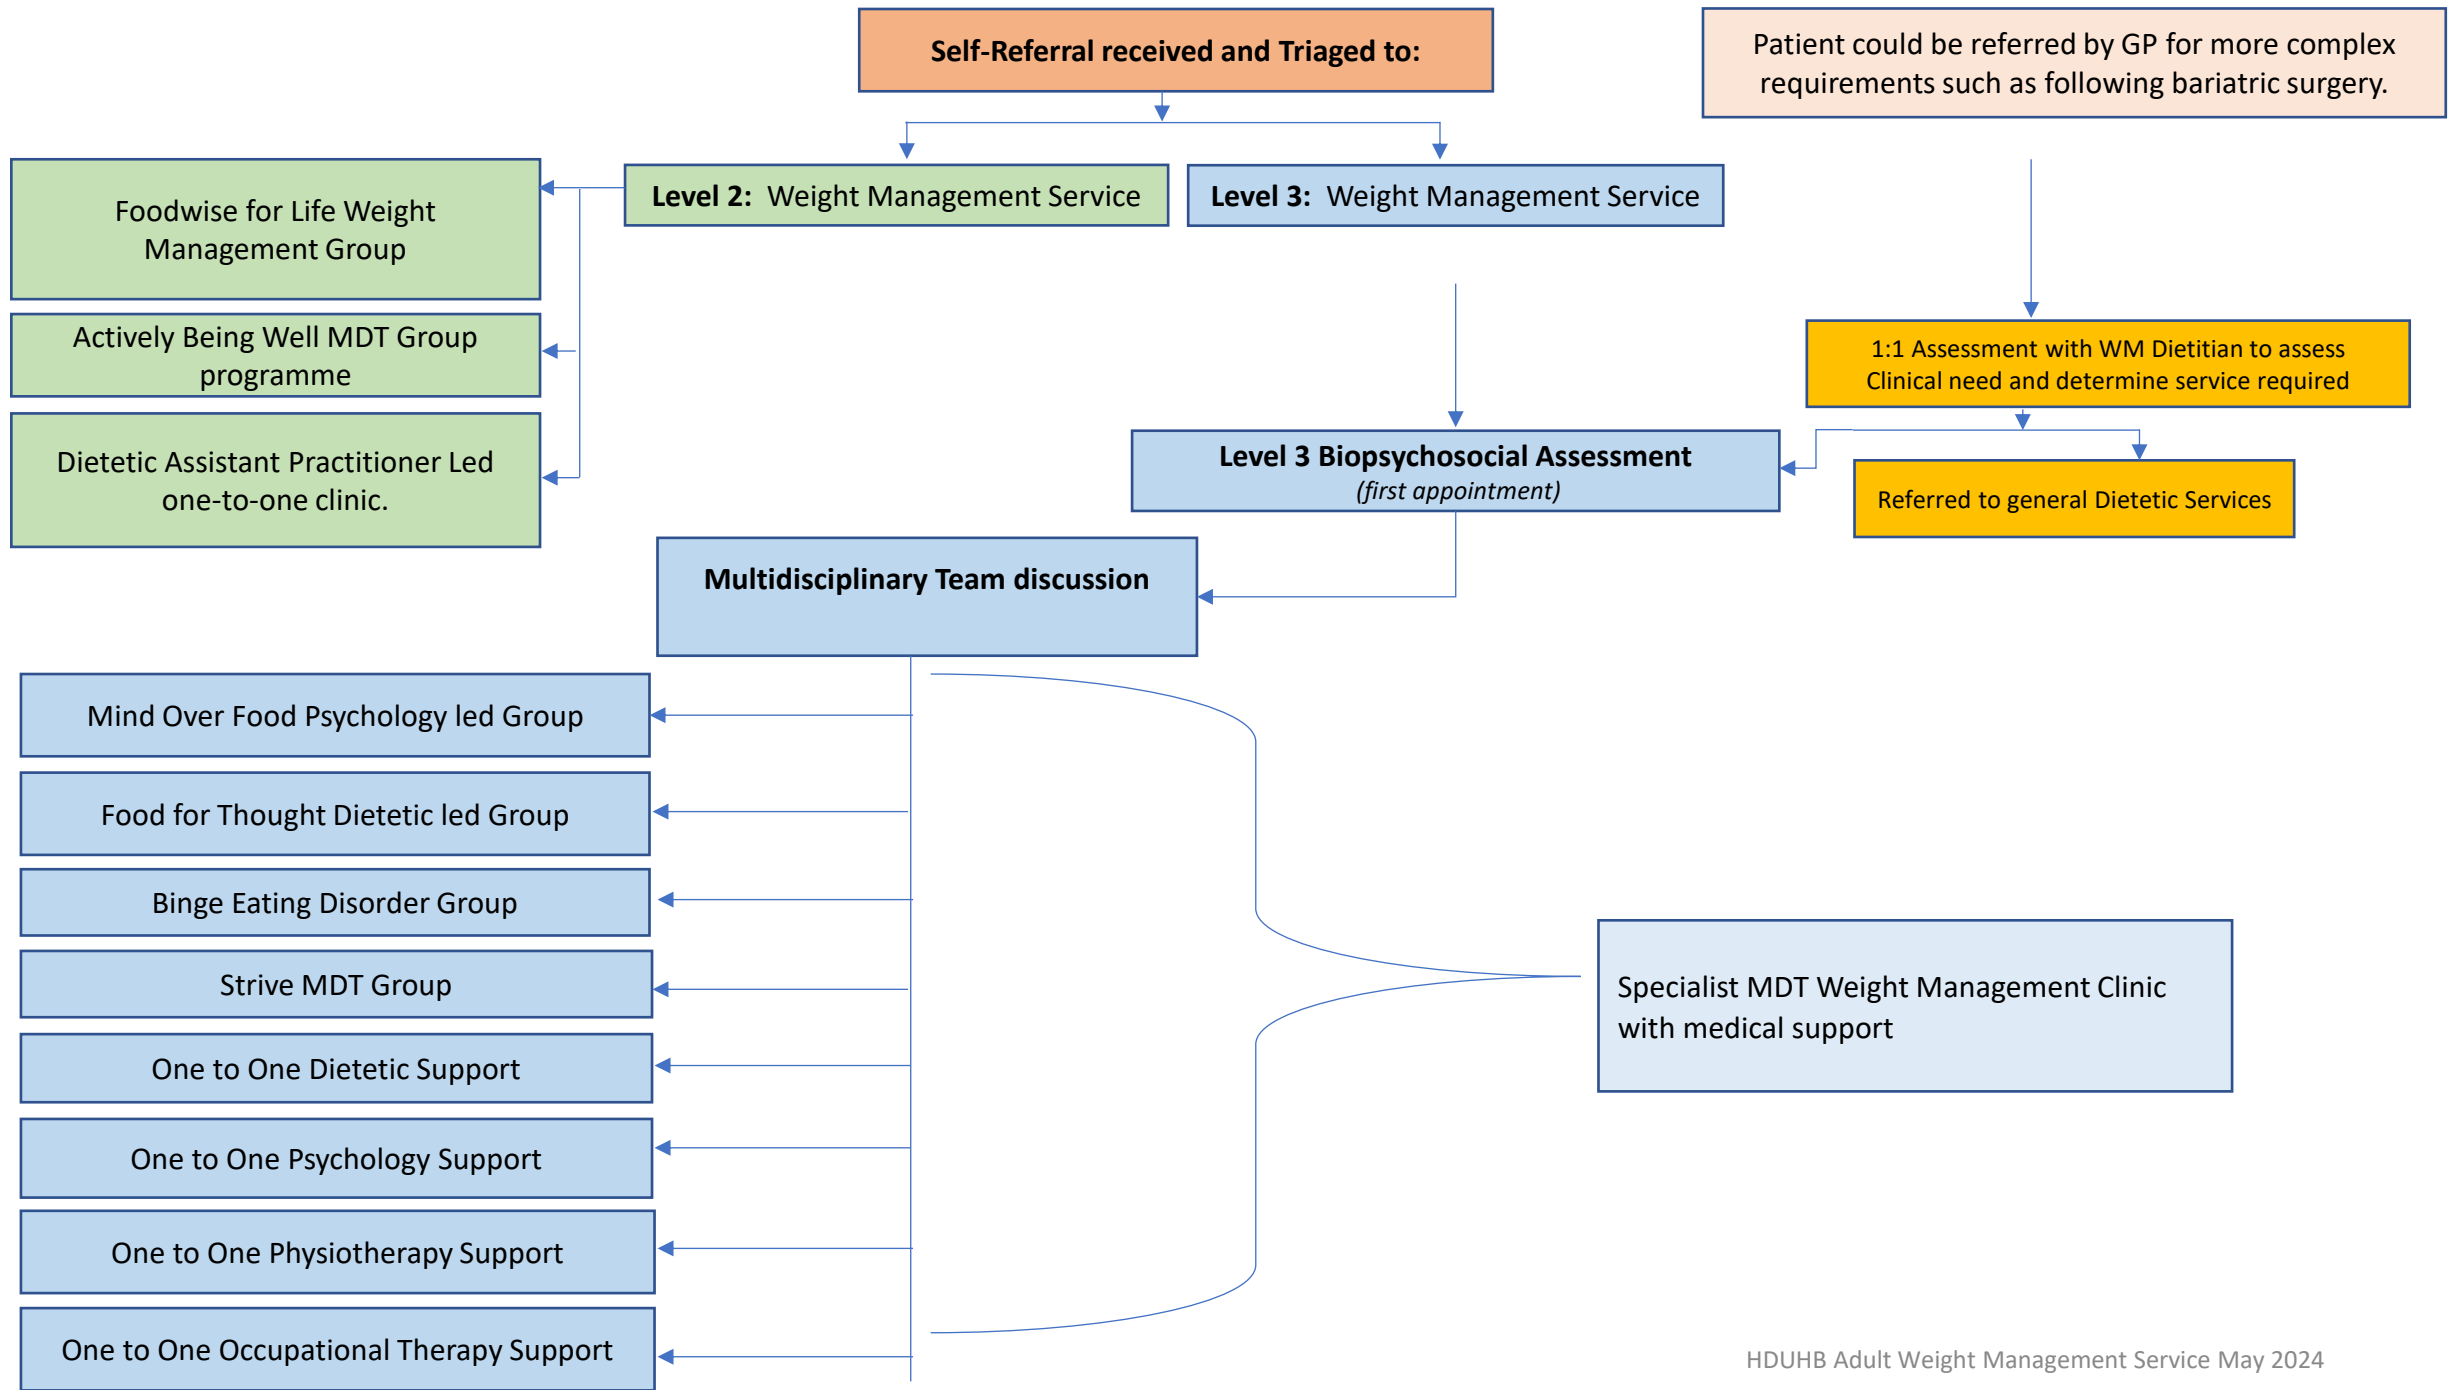 Self-Referral received and Triaged to:
Patient could be referred by GP for more complex
requirements such as following bariatric surgery.
Level 2: Weight Management Service
Level 3: Weight Management Service
Foodwise for Life Weight
Management Group
Actively Being Well MDT Group
programme
Dietetic Assistant Practitioner Led
one-to-one clinic.
1:1 Assessment with WM Dietitian to assess
Clinical need and determine service required
Level 3 Biopsychosocial Assessment
(first appointment)
Referred to general Dietetic Services
Multidisciplinary Team discussion
Mind Over Food Psychology led Group
Food for Thought Dietetic led Group
Binge Eating Disorder Group
Strive MDT Group
One to One Dietetic Support
One to One Psychology Support
One to One Physiotherapy Support
One to One Occupational Therapy Support
Specialist MDT Weight Management Clinic
with medical support
HDUHB Adult Weight Management Service May 2024